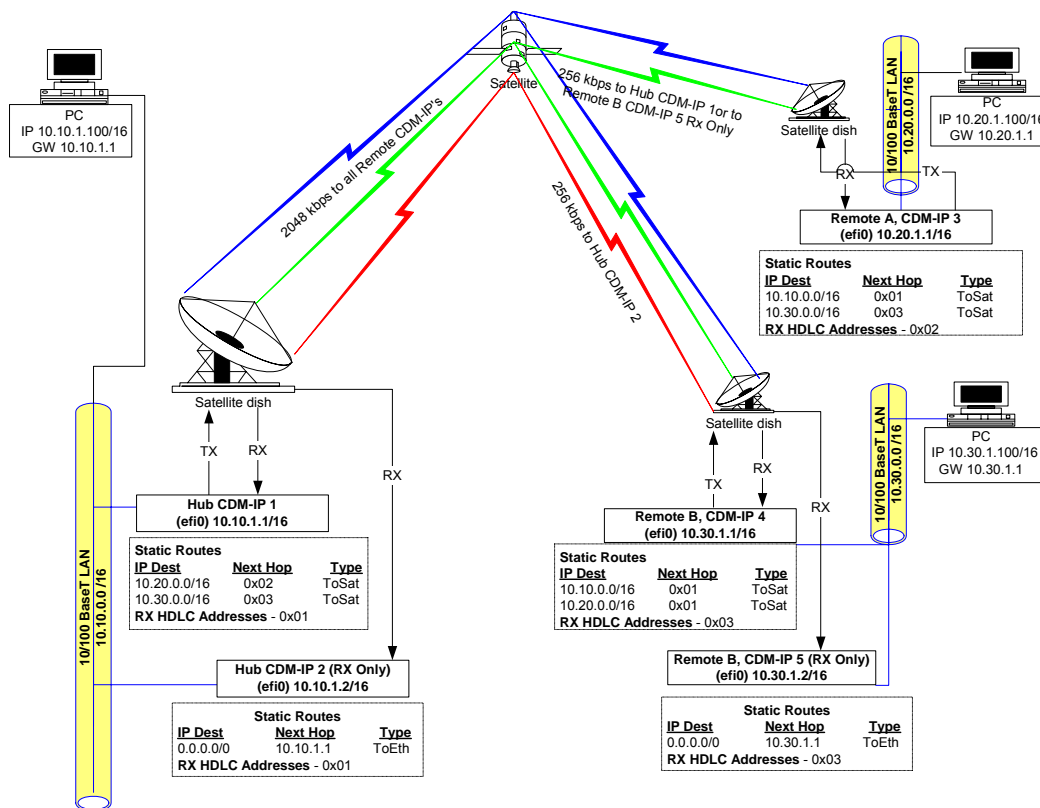 PC
IP 10.10.1.100/16
GW 10.10.1.1
Satellite
256 kbps to Hub CDM-IP 1or to
Remote B CDM-IP 5 Rx Only
2048 kbps to all Remote CDM-IP's
256 kbps to Hub CDM-IP 2
Satellite dish
RX
TX
10/100 BaseT LAN
10.20.0.0 /16
PC
IP 10.20.1.100/16
GW 10.20.1.1
Remote A, CDM-IP 3
(efi0) 10.20.1.1/16
Static Routes
IP Dest Next Hop Type
10.10.0.0/16 0x01 ToSat
10.30.0.0/16 0x03 ToSat
RX HDLC Addresses - 0x02
Satellite dish
TX
RX
RX
10/100 BaseT LAN
10.10.0.0 /16
Hub CDM-IP 1
(efi0) 10.10.1.1/16
Static Routes
IP Dest Next Hop Type
10.20.0.0/16 0x02 ToSat
10.30.0.0/16 0x03 ToSat
RX HDLC Addresses - 0x01
Hub CDM-IP 2 (RX Only)
(efi0) 10.10.1.2/16
Static Routes
IP Dest Next Hop Type
0.0.0.0/0 10.10.1.1 ToEth
RX HDLC Addresses - 0x01
Satellite dish
TX
RX
RX
10/100 BaseT LAN
10.30.0.0 /16
PC
IP 10.30.1.100/16
GW 10.30.1.1
Remote B, CDM-IP 4
(efi0) 10.30.1.1/16
Static Routes
IP Dest Next Hop Type
10.10.0.0/16 0x01 ToSat
10.20.0.0/16 0x01 ToSat
RX HDLC Addresses - 0x03
Remote B, CDM-IP 5 (RX Only)
(efi0) 10.30.1.2/16
Static Routes
IP Dest Next Hop Type
0.0.0.0/0 10.30.1.1 ToEth
RX HDLC Addresses - 0x03